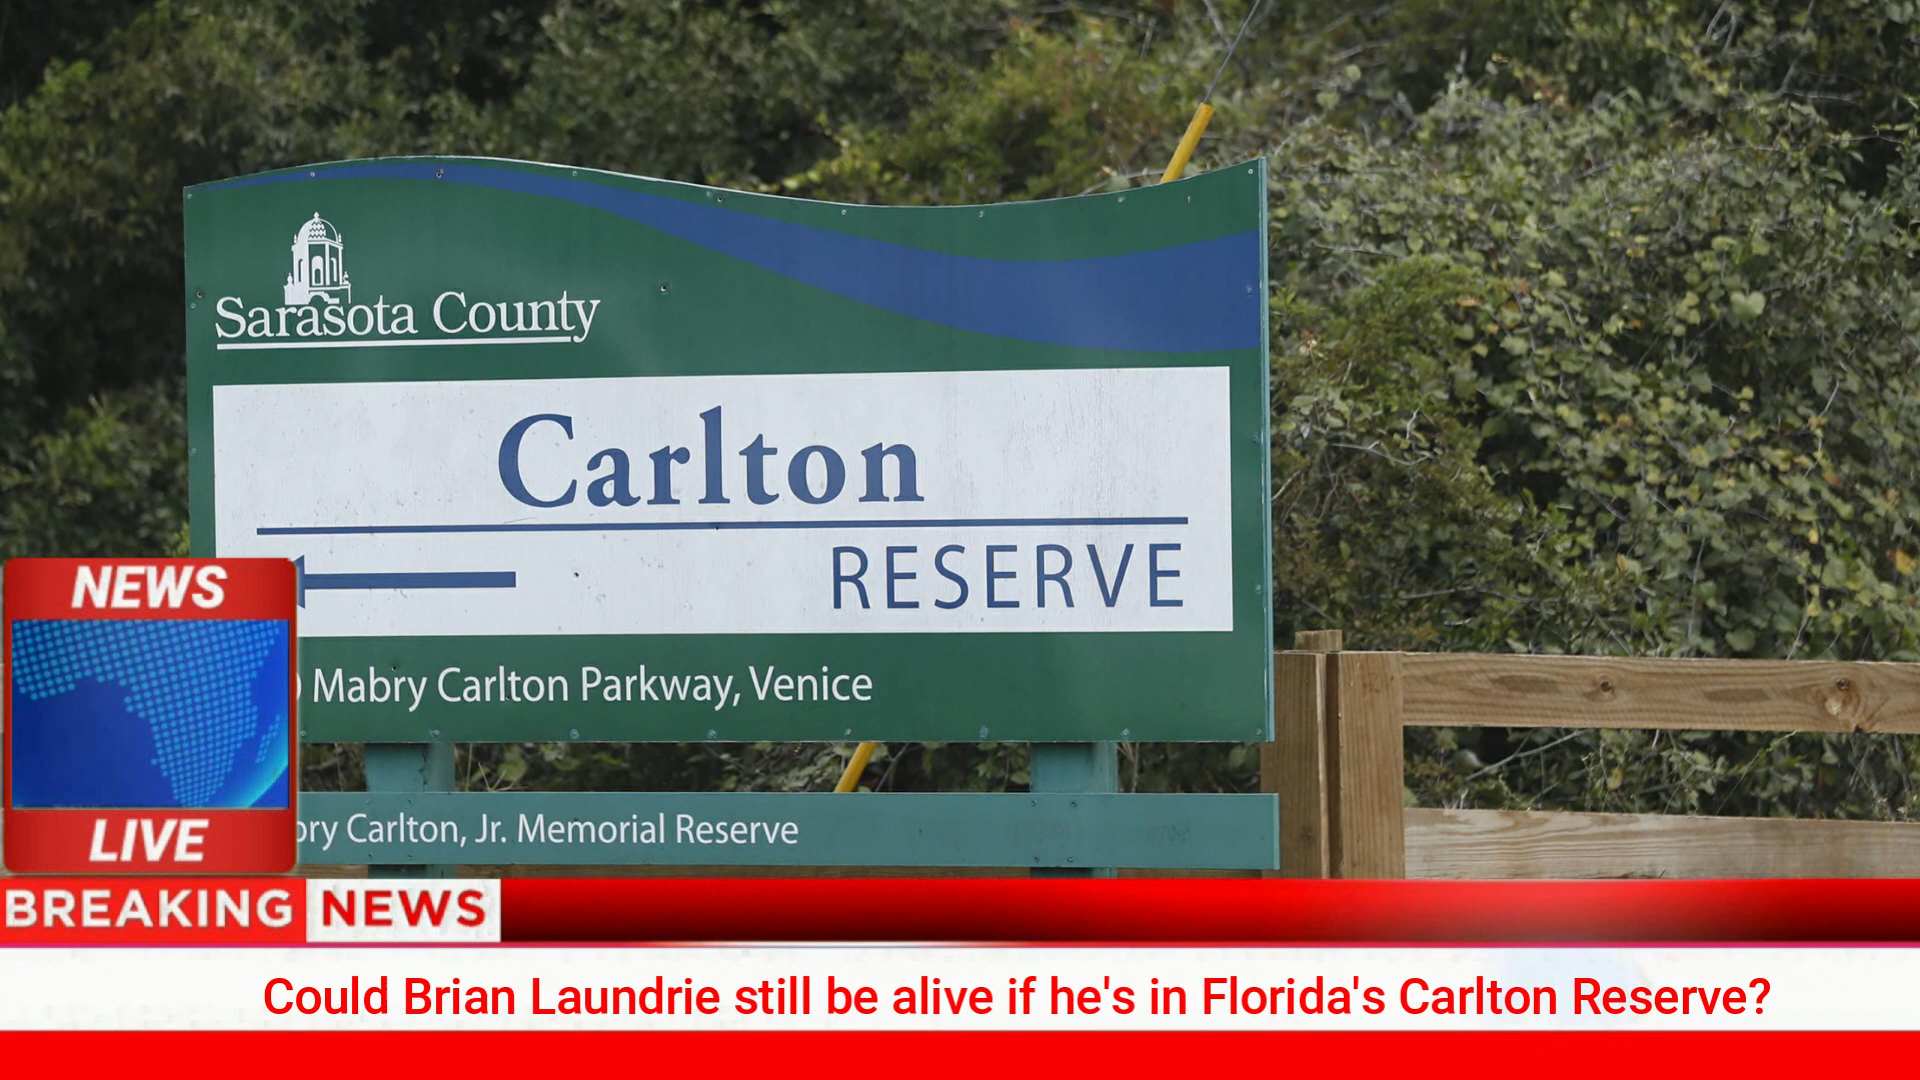 Sarasota County
Carlton
RESERVE
Mabry Carlton Parkway, Venice
Carlton, Jr. Memorial Reserve
NEWS
LIVE
BREAKING NEWS
Could Brian Laundrie still be alive if he's in Florida's Carlton Reserve?